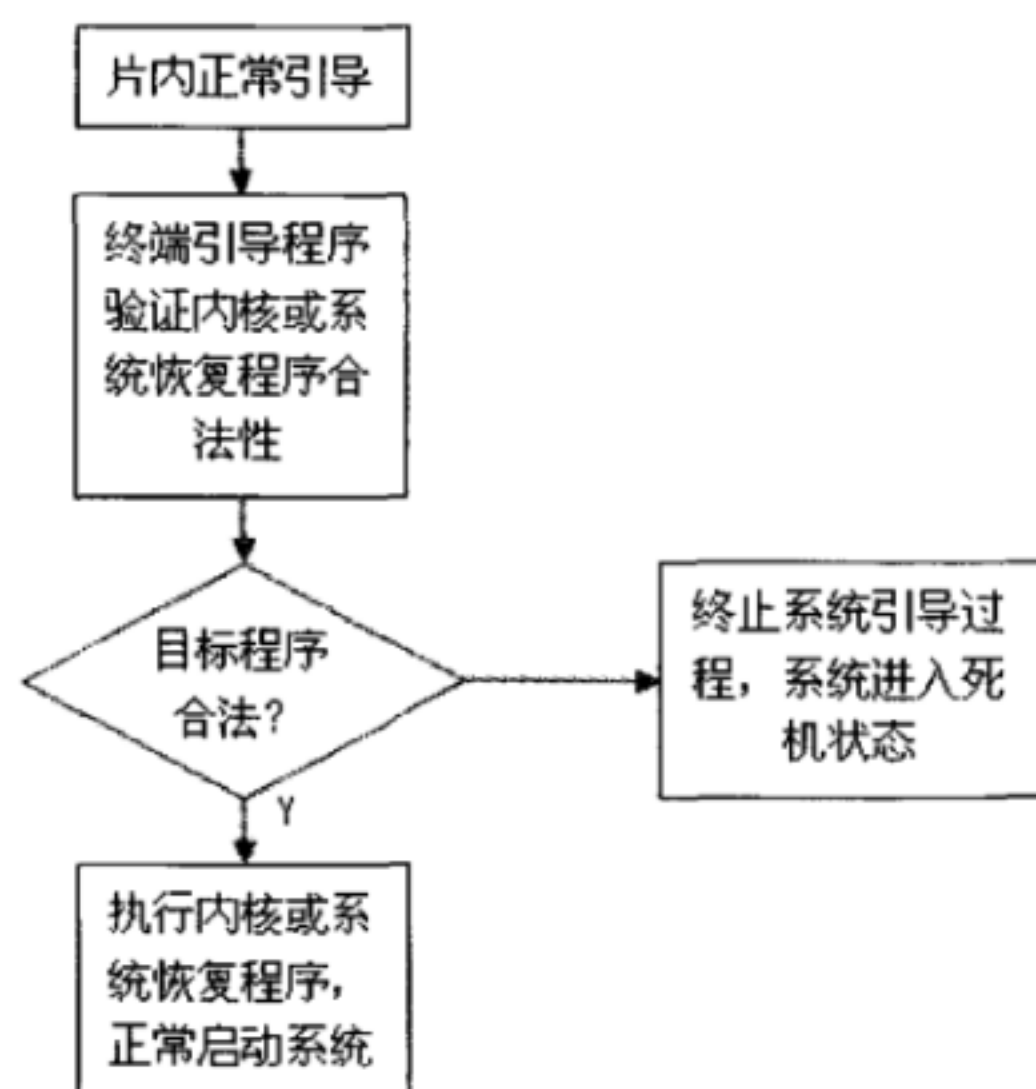 片内正常引导
终端引导程序
验证内核或系
统恢复程序合
法性
目标程序
合法?
终止系统引导过
程，系统进入死
机状态
Y
执行内核或系
统恢复程序，
正常启动系统